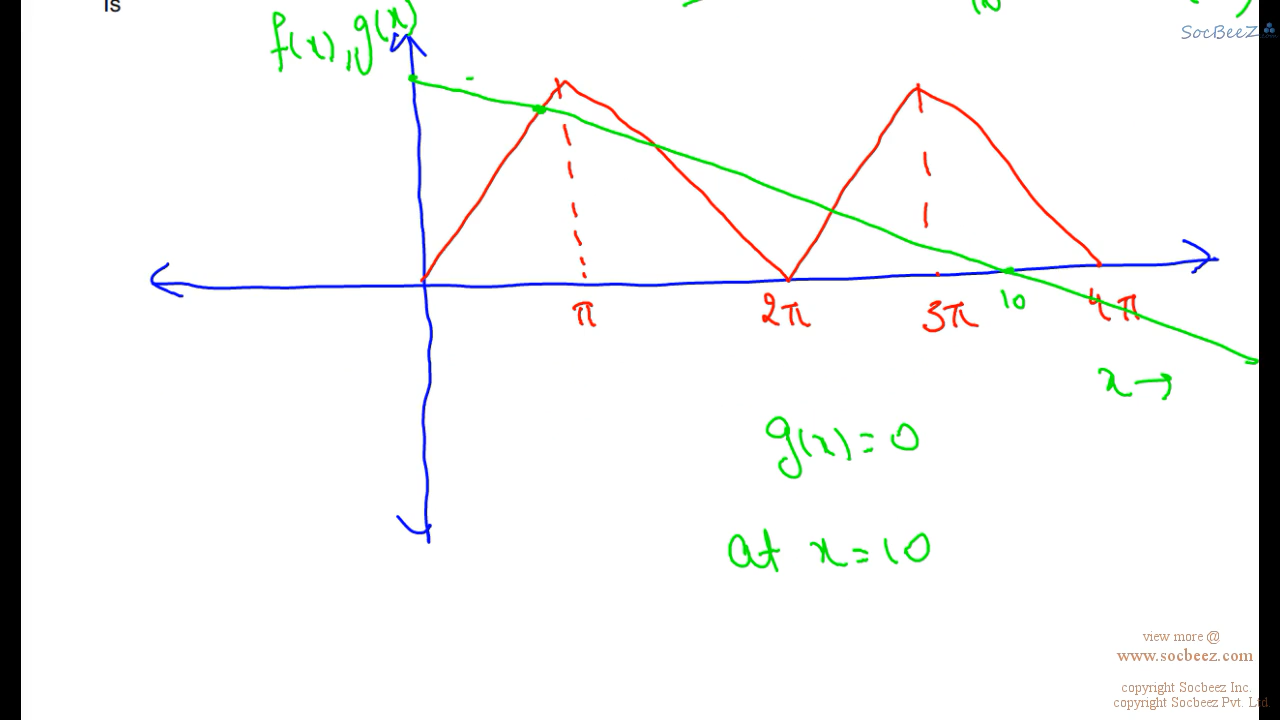 is
SocBeeZ
f(x), g(x)
π 2π 3π 10 4π
x →
g(x) = 0
at x = 10
view more @
www.socbeez.com
copyright Socbeez Inc.
copyright Socbeez Pvt. Ltd.